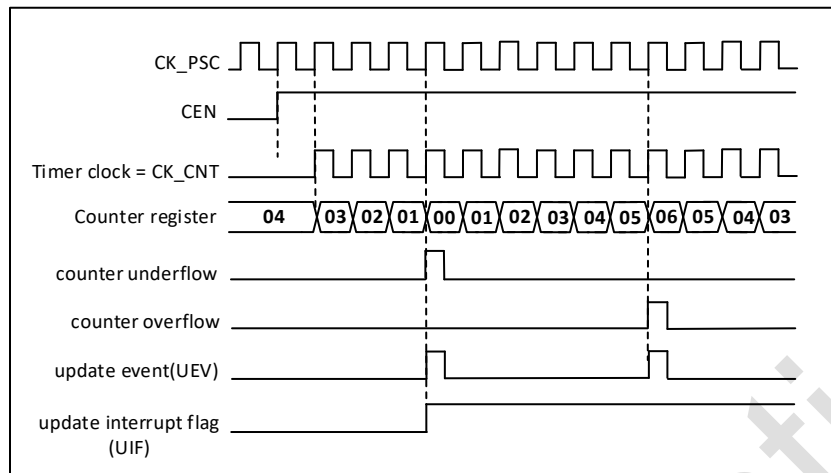 CK_PSC
CEN
Timer clock = CK_CNT
Counter register 04 03 02 01 00 01 02 03 04 05 06 05 04 03
counter underflow
counter overflow
update event(UEV)
update interrupt flag
(UIF)